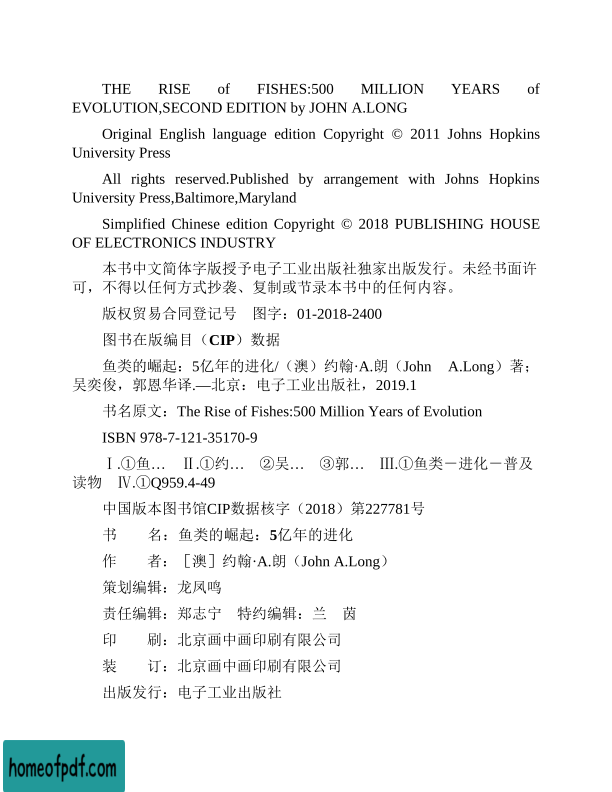 THE RISE of FISHES:500 MILLION YEARS of
EVOLUTION,SECOND EDITION by JOHN A.LONG
Original English language edition Copyright © 2011 Johns Hopkins
University Press
All rights reserved.Published by arrangement with Johns Hopkins
University Press,Baltimore,Maryland
Simplified Chinese edition Copyright © 2018 PUBLISHING HOUSE
OF ELECTRONICS INDUSTRY
本书中文简体字版授予电子工业出版社独家出版发行。未经书面许
可，不得以任何方式抄袭、复制或节录本书中的任何内容。
版权贸易合同登记号　图字：01-2018-2400
图书在版编目（CIP）数据
鱼类的崛起：5亿年的进化/（澳）约翰·A.朗（John　A.Long）著；
吴奕俊，郭恩华译.—北京：电子工业出版社，2019.1
书名原文：The Rise of Fishes:500 Million Years of Evolution
ISBN 978-7-121-35170-9
Ⅰ.①鱼…　Ⅱ.①约…　②吴…　③郭…　Ⅲ.①鱼类－进化－普及
读物　Ⅳ.①Q959.4-49
中国版本图书馆CIP数据核字（2018）第227781号
书　　名：鱼类的崛起：5亿年的进化
作　　者：［澳］约翰·A.朗（John A.Long）
策划编辑：龙凤鸣
责任编辑：郑志宁　特约编辑：兰　茵
印　　刷：北京画中画印刷有限公司
装　　订：北京画中画印刷有限公司
出版发行：电子工业出版社
homeofpdf.com